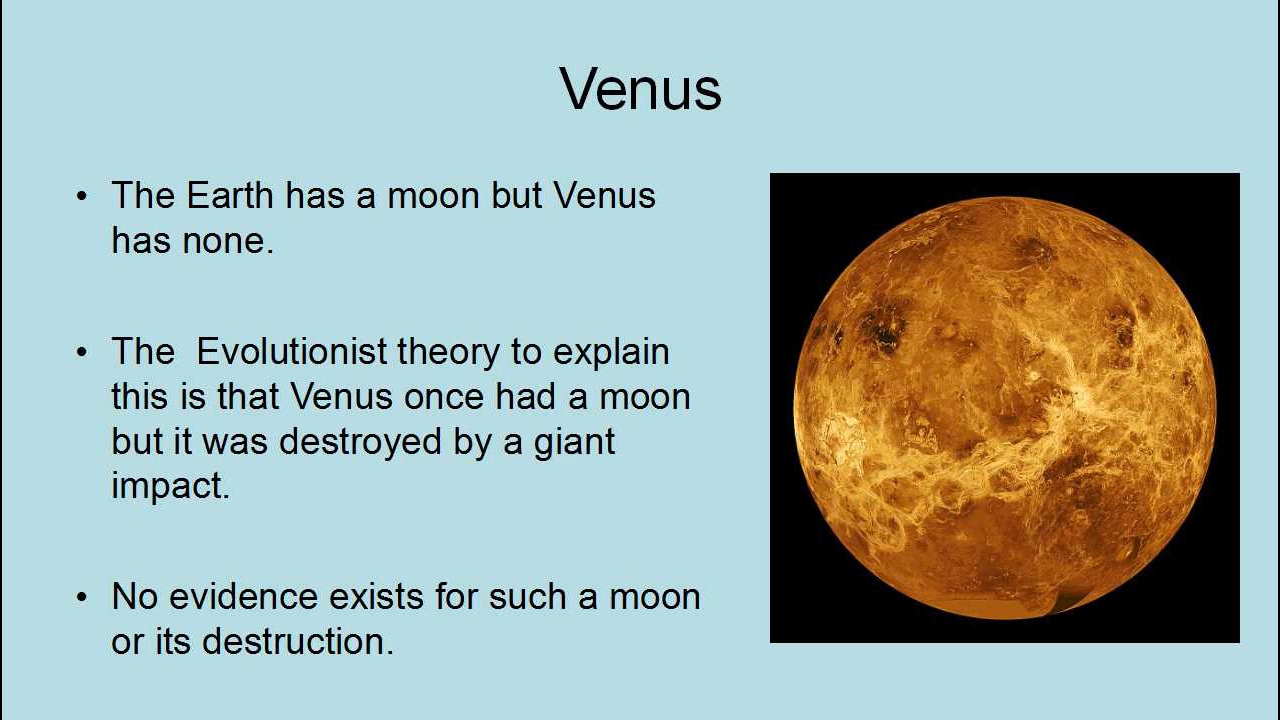 Venus
• The Earth has a moon but Venus
has none.
• The  Evolutionist theory to explain
this is that Venus once had a moon
but it was destroyed by a giant
impact.
• No evidence exists for such a moon
or its destruction.